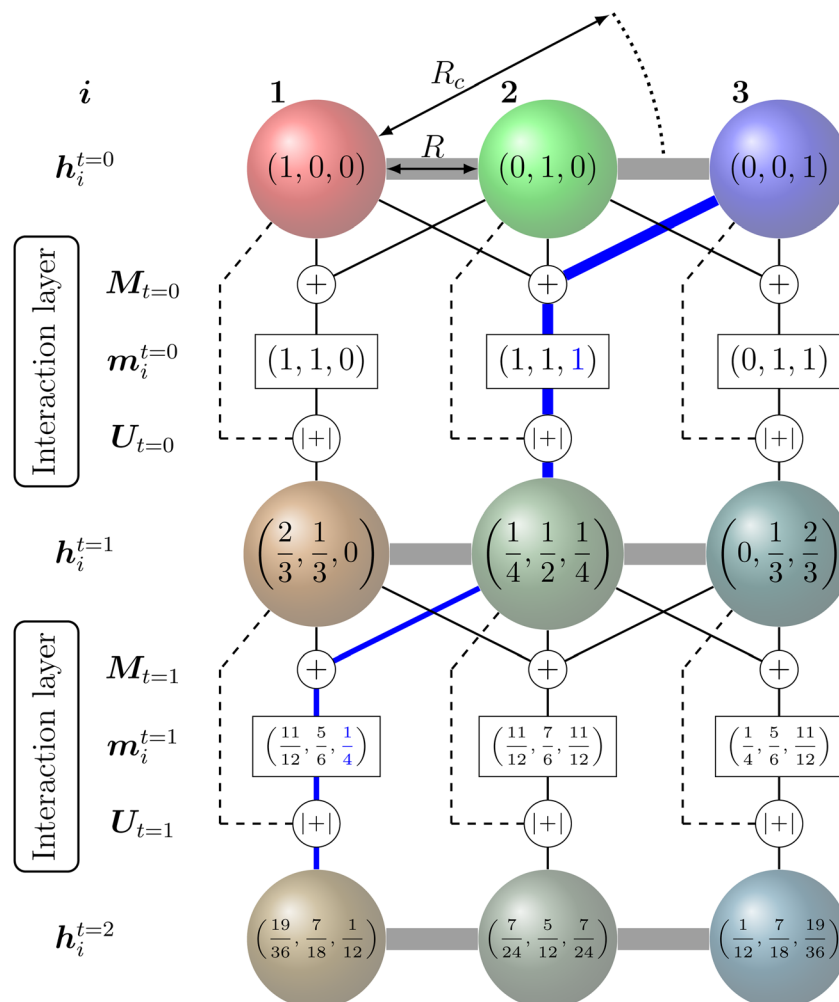 R_c
i 1 2 3
h_i^{t=0} (1, 0, 0) R (0, 1, 0) (0, 0, 1)
Interaction layer
M_{t=0} + + +
m_i^{t=0} (1, 1, 0) (1, 1, 1) (0, 1, 1)
U_{t=0} |+| |+| |+|
h_i^{t=1} (2/3, 1/3, 0) (1/4, 1/2, 1/4) (0, 1/3, 2/3)
Interaction layer
M_{t=1} + + +
m_i^{t=1} (11/12, 5/6, 1/4) (11/12, 7/6, 11/12) (1/4, 5/6, 11/12)
U_{t=1} |+| |+| |+|
h_i^{t=2} (19/36, 7/18, 1/12) (7/24, 5/12, 7/24) (1/12, 7/18, 19/36)